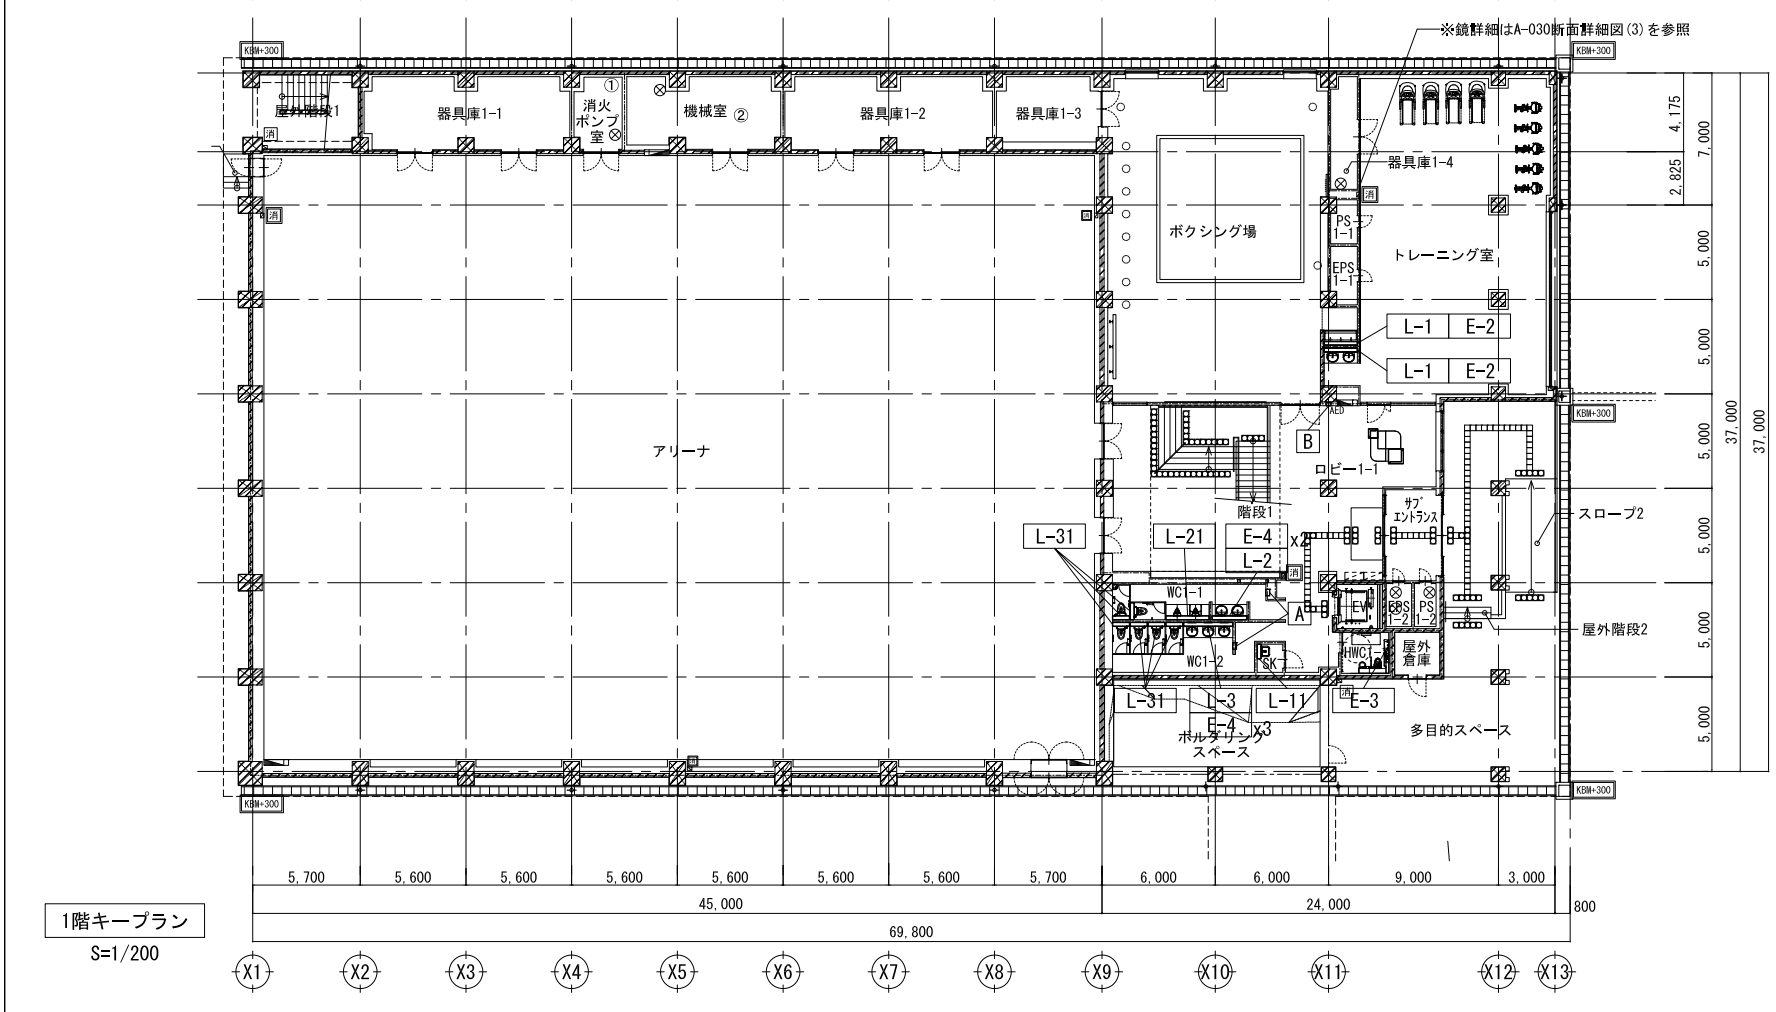 ※鏡詳細はA-030断面詳細図(3)を参照
KBM+300
KBM+300
屋外階段1
器具庫1-1
消火
ポンプ
室
①
機械室 ②
器具庫1-2
器具庫1-3
消
4,175
7,000
2,825
器具庫1-4
消
消
消
PS
1-1
ボクシング場
トレーニング室
EPS
1-1
5,000
L-1 E-2
5,000
L-1 E-2
AED
KBM+300
B
37,000
37,000
5,000
アリーナ
ロビー1-1
サブ
エントランス
階段1
スロープ2
L-31
L-21
E-4
L-2
x2
5,000
消
WC1-1
A
EV
EPS
1-2
PS
1-2
屋外階段2
5,000
WC1-2
SK
HWC1-1
屋外
倉庫
L-31
L-3
E-4
x3
L-11
消
E-3
ボルダリング
スペース
多目的スペース
5,000
消
KBM+300
KBM+300
5,700 5,600 5,600 5,600 5,600 5,600 5,600 5,700 6,000 6,000 9,000 3,000
45,000 24,000 800
69,800
1階キープラン
S=1/200
X1 X2 X3 X4 X5 X6 X7 X8 X9 X10 X11 X12 X13